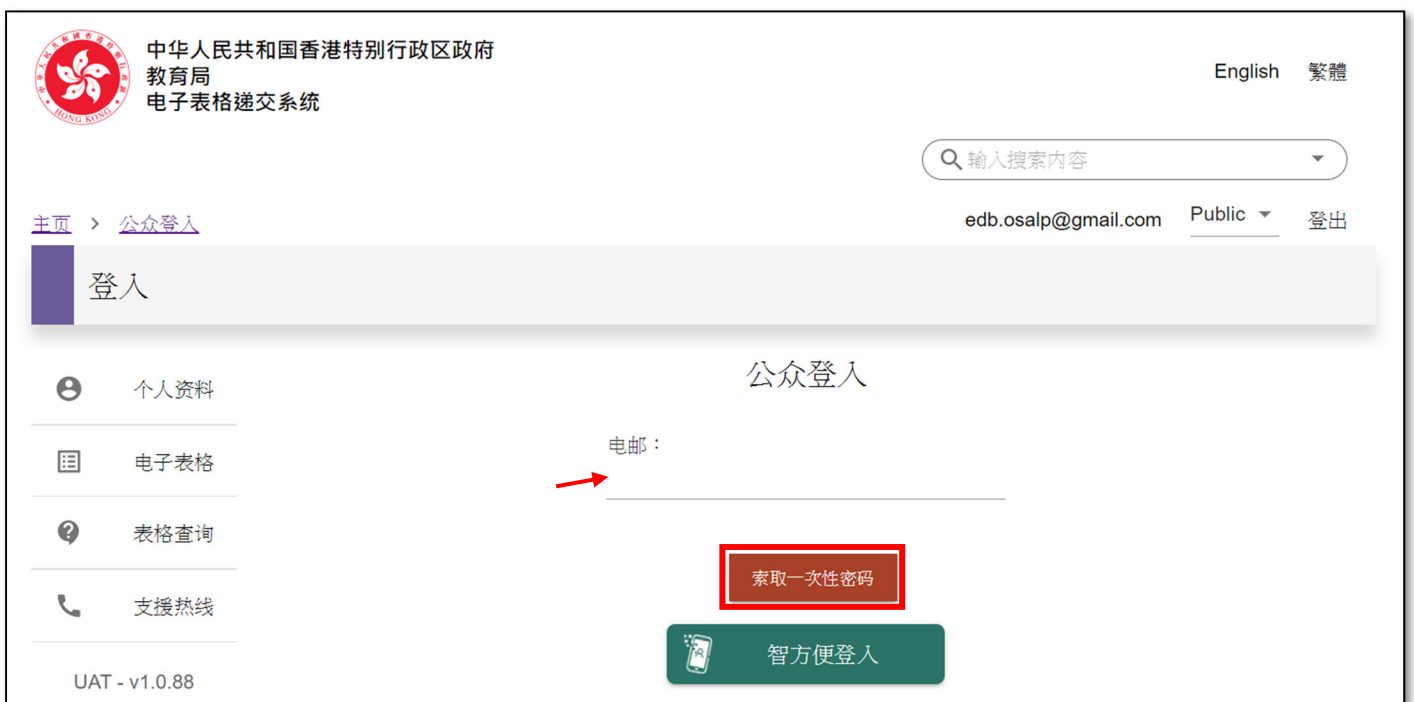 中华人民共和国香港特别行政区政府
教育局
电子表格递交系统
HONG KONG
English 繁體
输入搜索内容
主页 > 公众登入
edb.osalp@gmail.com Public 登出
登入
个人资料
电子表格
表格查询
支援热线
UAT - v1.0.88
公众登入
电邮：
索取一次性密码
智方便登入